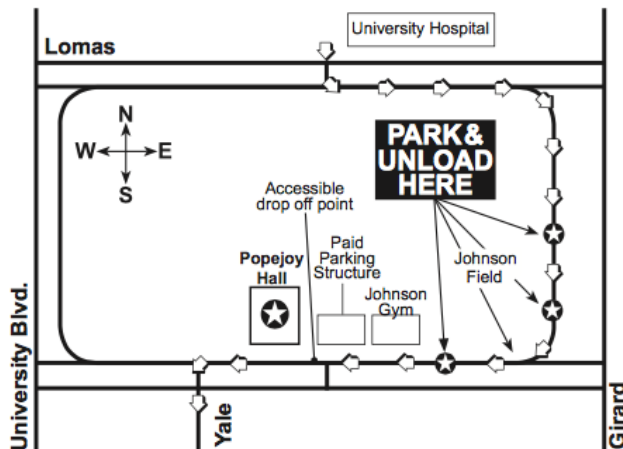 University Hospital
Lomas
N
W E
S
PARK &
UNLOAD
HERE
Accessible
drop off point
Popejoy
Hall
Paid
Parking
Structure
Johnson
Gym
Johnson
Field
University Blvd.
Yale
Girard